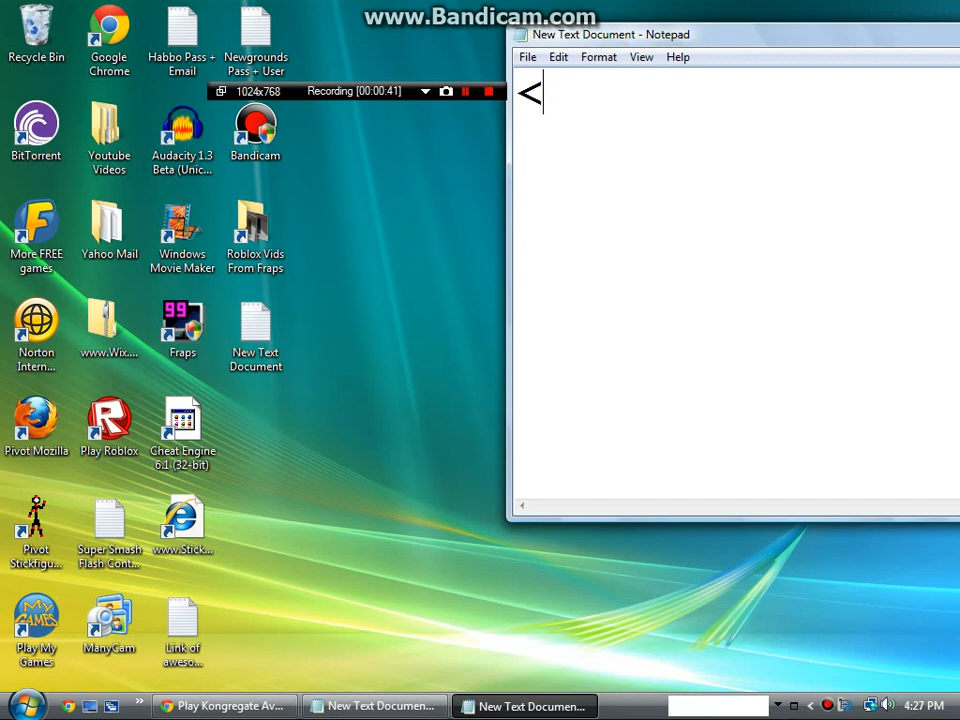 www.Bandicam.com
Recycle Bin
Google
Chrome
Habbo Pass +
Email
Newgrounds
Pass + User
New Text Document - Notepad
File Edit Format View Help
1024x768 Recording [00:00:41]
<
BitTorrent
Youtube
Videos
Audacity 1.3
Beta (Unic...
Bandicam
More FREE
games
Yahoo Mail
Windows
Movie Maker
Roblox Vids
From Fraps
99
Norton
Intern...
www.Wix....
Fraps
New Text
Document
Pivot Mozilla
Play Roblox
Cheat Engine
6.1 (32-bit)
Pivot
Stickfigu...
Super Smash
Flash Cont...
www.Stick...
My
GAMES
Play My
Games
ManyCam
Link of
aweso...
Play Kongregate Av...
New Text Documen...
New Text Documen...
4:27 PM